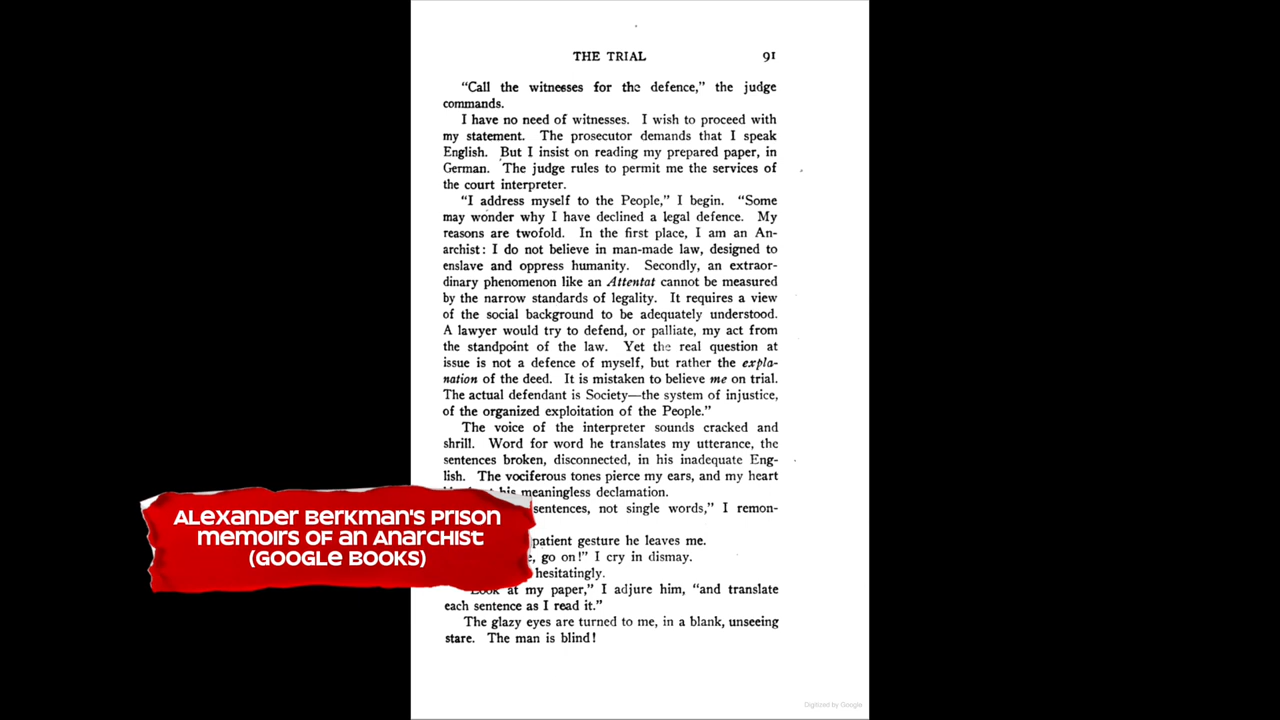 THE TRIAL 91
“Call the witnesses for the defence,” the judge
commands.
I have no need of witnesses. I wish to proceed with
my statement. The prosecutor demands that I speak
English. But I insist on reading my prepared paper, in
German. The judge rules to permit me the services of
the court interpreter.
“I address myself to the People,” I begin. “Some
may wonder why I have declined a legal defence. My
reasons are twofold. In the first place, I am an An-
archist: I do not believe in man-made law, designed to
enslave and oppress humanity. Secondly, an extraor-
dinary phenomenon like an Attentat cannot be measured
by the narrow standards of legality. It requires a view
of the social background to be adequately understood.
A lawyer would try to defend, or palliate, my act from
the standpoint of the law. Yet the real question at
issue is not a defence of myself, but rather the expla-
nation of the deed. It is mistaken to believe me on trial.
The actual defendant is Society—the system of injustice,
of the organized exploitation of the People.”
The voice of the interpreter sounds cracked and
shrill. Word for word he translates my utterance, the
sentences broken, disconnected, in his inadequate Eng-
lish. The vociferous tones pierce my ears, and my heart
his meaningless declamation.
sentences, not single words,” I remon-
patient gesture he leaves me.
go on!” I cry in dismay.
hesitatingly.
“Look at my paper,” I adjure him, “and translate
each sentence as I read it.”
The glazy eyes are turned to me, in a blank, unseeing
stare. The man is blind!
Alexander Berkman's Prison
Memoirs of an Anarchist
(Google Books)
Digitized by Google